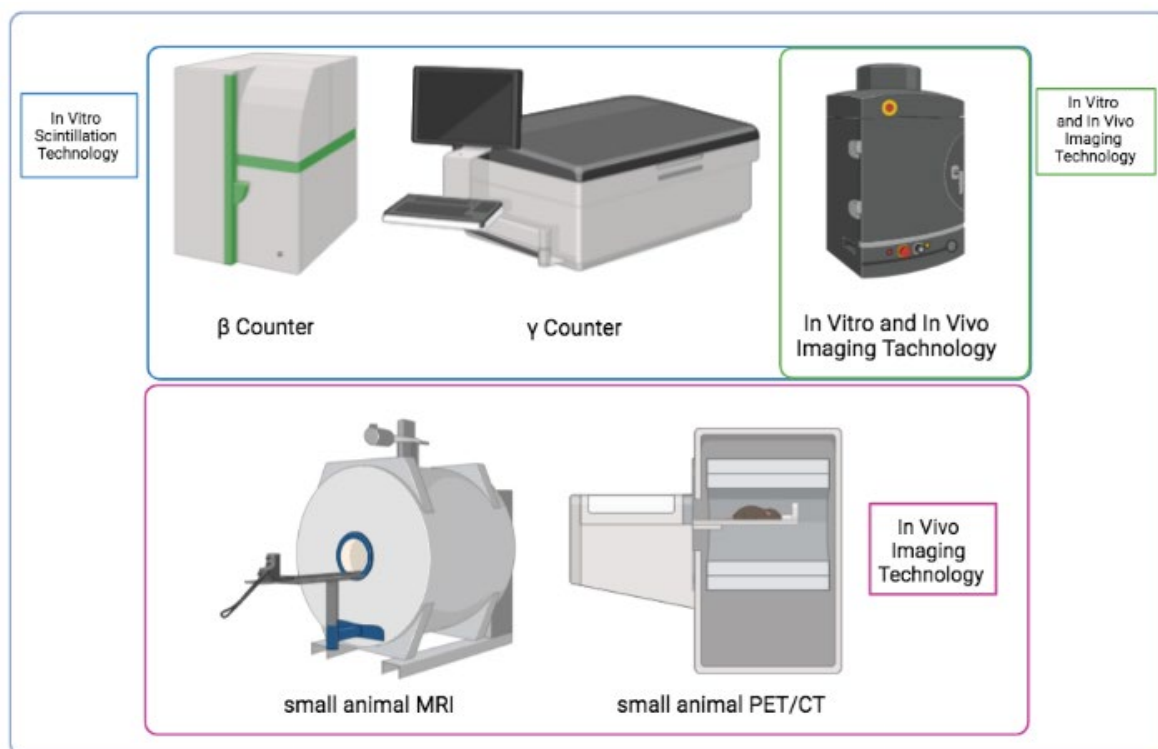 In Vitro
Scintillation
Technology
In Vitro
and In Vivo
Imaging
Technology
β Counter
γ Counter
In Vitro and In Vivo
Imaging Tachnology
In Vivo
Imaging
Technology
small animal MRI
small animal PET/CT